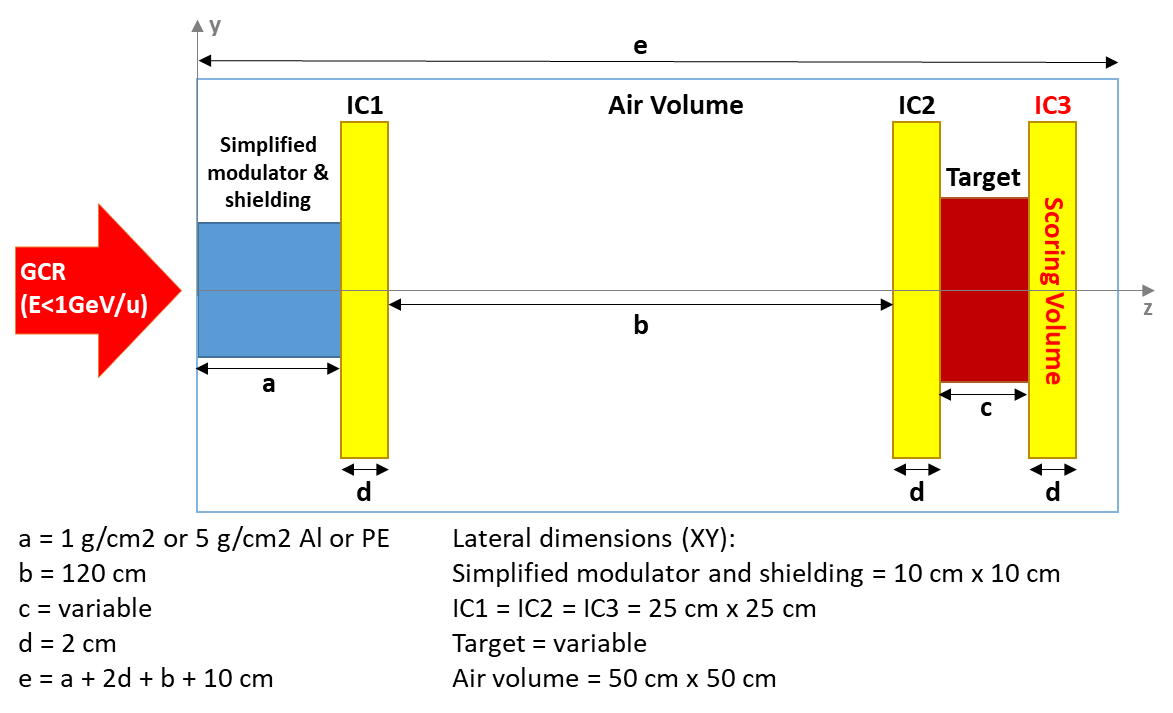 y
e
IC1
Air Volume
IC2
IC3
Simplified
modulator &
shielding
Target
Scoring Volume
GCR
(E<1GeV/u)
z
b
a
c
d
d
d
a = 1 g/cm2 or 5 g/cm2 Al or PE
b = 120 cm
c = variable
d = 2 cm
e = a + 2d + b + 10 cm
Lateral dimensions (XY):
Simplified modulator and shielding = 10 cm x 10 cm
IC1 = IC2 = IC3 = 25 cm x 25 cm
Target = variable
Air volume = 50 cm x 50 cm